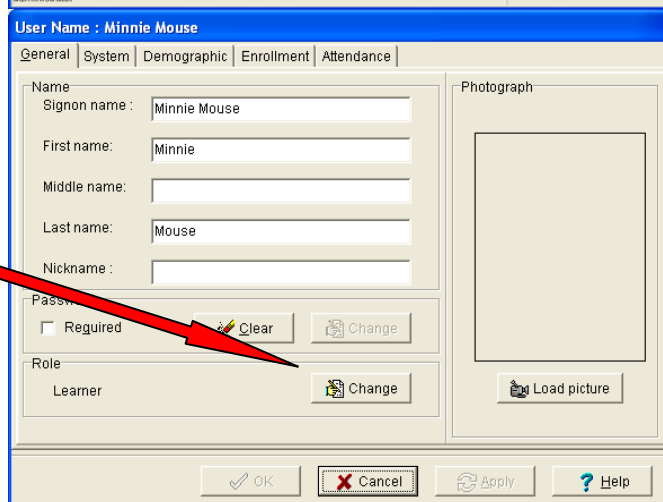 User Name : Minnie Mouse
General System Demographic Enrollment Attendance
Name
Signon name : Minnie Mouse
First name: Minnie
Middle name:
Last name: Mouse
Nickname :
Photograph
Required Clear Change
Role
Learner Change
Load picture
OK Cancel Apply Help